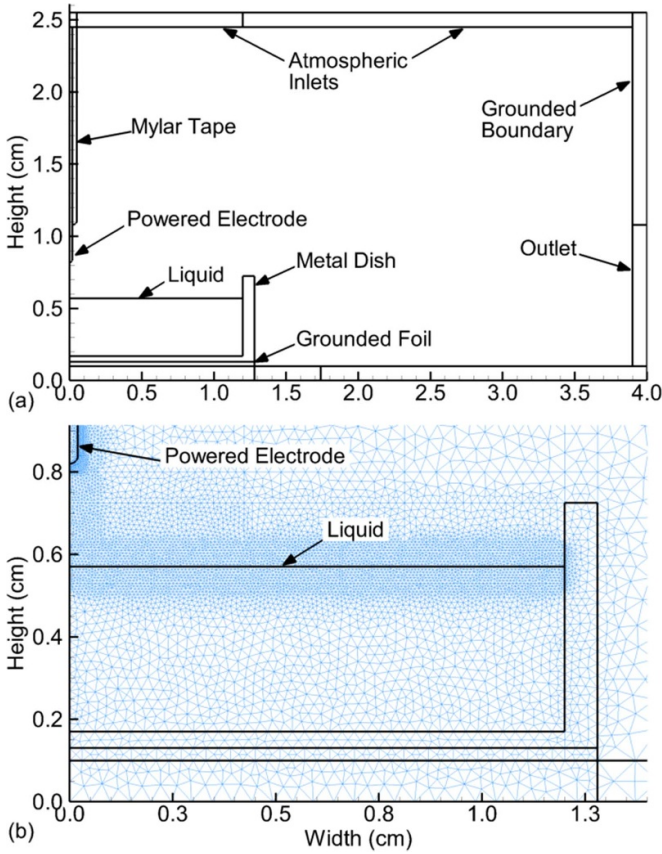 2.5
2.0
1.5
1.0
0.5
0.0
Height (cm)
Atmospheric
Inlets
Mylar Tape
Grounded
Boundary
Powered Electrode
Outlet
Metal Dish
Liquid
Grounded Foil
0.0 0.5 1.0 1.5 2.0 2.5 3.0 3.5 4.0
(a)
0.8
0.6
0.4
0.2
0.0
Height (cm)
Powered Electrode
Liquid
0.0 0.3 0.5 0.8 1.0 1.3
Width (cm)
(b)